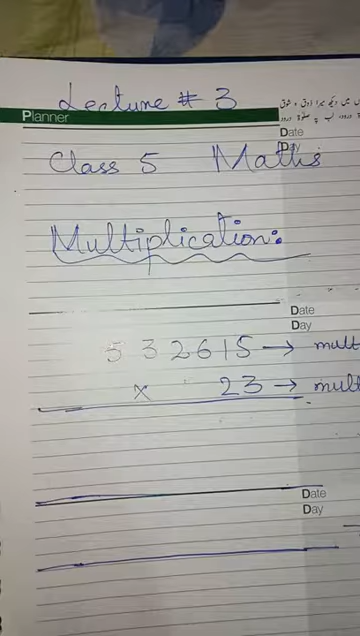 Lecture # 3
Planner
Date
Day
Class 5 Maths
Multiplication:
Date
Day
532615 → mult
x 23 → mult
Date
Day